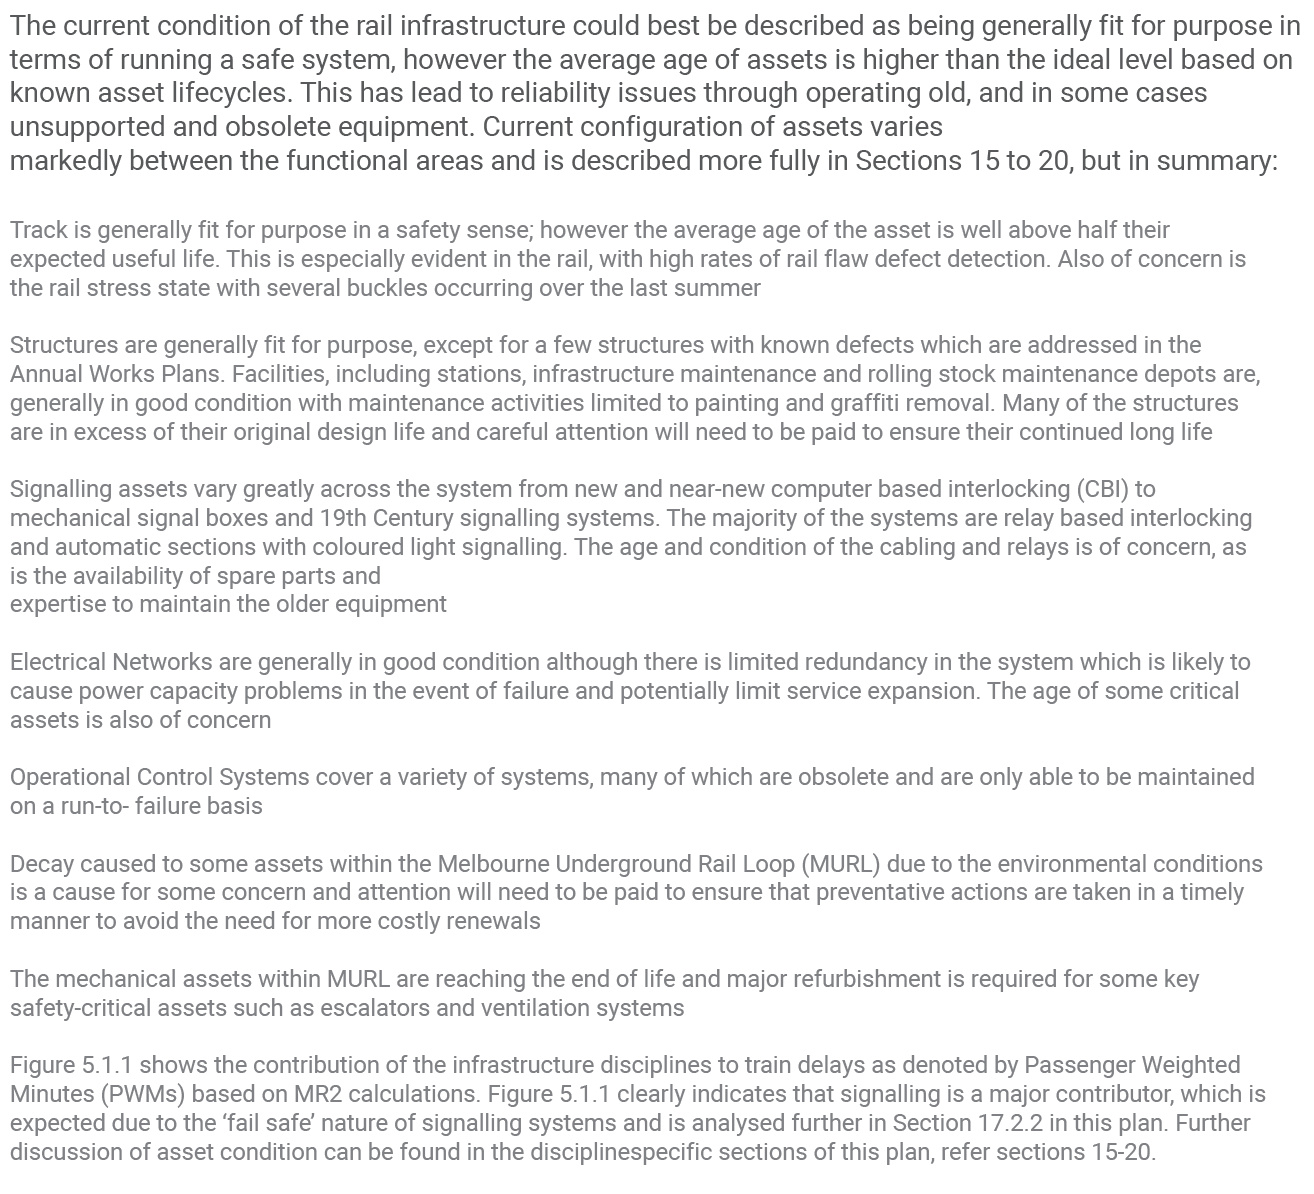 The current condition of the rail infrastructure could best be described as being generally fit for purpose in
terms of running a safe system, however the average age of assets is higher than the ideal level based on
known asset lifecycles. This has lead to reliability issues through operating old, and in some cases
unsupported and obsolete equipment. Current configuration of assets varies
markedly between the functional areas and is described more fully in Sections 15 to 20, but in summary:
Track is generally fit for purpose in a safety sense; however the average age of the asset is well above half their
expected useful life. This is especially evident in the rail, with high rates of rail flaw defect detection. Also of concern is
the rail stress state with several buckles occurring over the last summer
Structures are generally fit for purpose, except for a few structures with known defects which are addressed in the
Annual Works Plans. Facilities, including stations, infrastructure maintenance and rolling stock maintenance depots are,
generally in good condition with maintenance activities limited to painting and graffiti removal. Many of the structures
are in excess of their original design life and careful attention will need to be paid to ensure their continued long life
Signalling assets vary greatly across the system from new and near-new computer based interlocking (CBI) to
mechanical signal boxes and 19th Century signalling systems. The majority of the systems are relay based interlocking
and automatic sections with coloured light signalling. The age and condition of the cabling and relays is of concern, as
is the availability of spare parts and
expertise to maintain the older equipment
Electrical Networks are generally in good condition although there is limited redundancy in the system which is likely to
cause power capacity problems in the event of failure and potentially limit service expansion. The age of some critical
assets is also of concern
Operational Control Systems cover a variety of systems, many of which are obsolete and are only able to be maintained
on a run-to- failure basis
Decay caused to some assets within the Melbourne Underground Rail Loop (MURL) due to the environmental conditions
is a cause for some concern and attention will need to be paid to ensure that preventative actions are taken in a timely
manner to avoid the need for more costly renewals
The mechanical assets within MURL are reaching the end of life and major refurbishment is required for some key
safety-critical assets such as escalators and ventilation systems
Figure 5.1.1 shows the contribution of the infrastructure disciplines to train delays as denoted by Passenger Weighted
Minutes (PWMs) based on MR2 calculations. Figure 5.1.1 clearly indicates that signalling is a major contributor, which is
expected due to the ‘fail safe’ nature of signalling systems and is analysed further in Section 17.2.2 in this plan. Further
discussion of asset condition can be found in the disciplinespecific sections of this plan, refer sections 15-20.